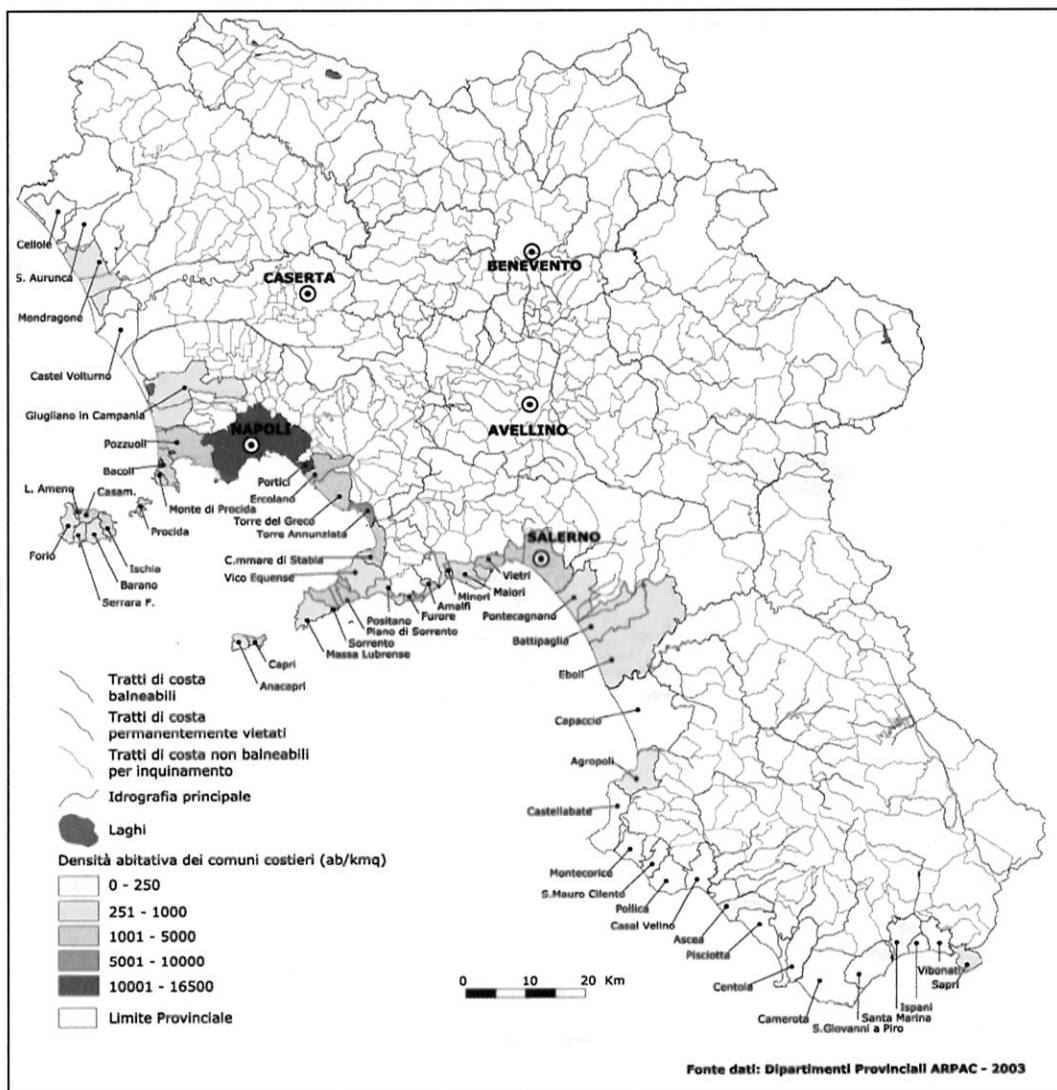 Cellole
S. Aurunca
Mondragone
Castel Volturno
CASERTA
BENEVENTO
Giugliano in Campania
NAPOLI
AVELLINO
Pozzuoli
Bacoli
L. Ameno
Casam.
Monte di Procida
Procida
Forio
Ischia
Barano
Serrara F.
Portici
Ercolano
Torre del Greco
Torre Annunziata
C.mmare di Stabia
Vico Equense
SALERNO
Vietri
Maiori
Minori
Amalfi
Furore
Positano
Piano di Sorrento
Sorrento
Massa Lubrense
Capri
Anacapri
Pontecagnano
Battipaglia
Eboli
Capaccio
Agropoli
Castellabate
Montecorice
S.Mauro Cilento
Pollica
Casal Velino
Ascea
Pisciotta
Centola
Camerota
S.Giovanni a Piro
Santa Marina
Ispani
Vibonati
Sapri
Tratti di costa
balneabili
Tratti di costa
permanentemente vietati
Tratti di costa non balneabili
per inquinamento
Idrografia principale
Laghi
Densità abitativa dei comuni costieri (ab/kmq)
0 - 250
251 - 1000
1001 - 5000
5001 - 10000
10001 - 16500
Limite Provinciale
0 10 20 Km
Fonte dati: Dipartimenti Provinciali ARPAC - 2003